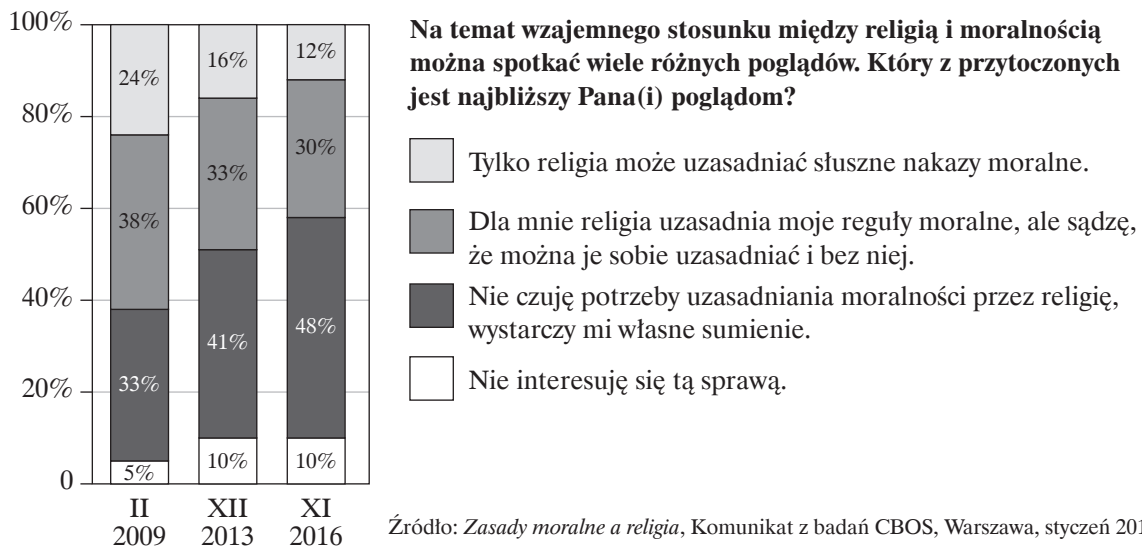 100%
80%
60%
40%
20%
0
24%
38%
33%
5%
16%
33%
41%
10%
12%
30%
48%
10%
II
2009
XII
2013
XI
2016
Na temat wzajemnego stosunku między religią i moralnością
można spotkać wiele różnych poglądów. Który z przytoczonych
jest najbliższy Pana(i) poglądom?
Tylko religia może uzasadniać słuszne nakazy moralne.
Dla mnie religia uzasadnia moje reguły moralne, ale sądzę,
że można je sobie uzasadniać i bez niej.
Nie czuję potrzeby uzasadniania moralności przez religię,
wystarczy mi własne sumienie.
Nie interesuję się tą sprawą.
Źródło: Zasady moralne a religia, Komunikat z badań CBOS, Warszawa, styczeń